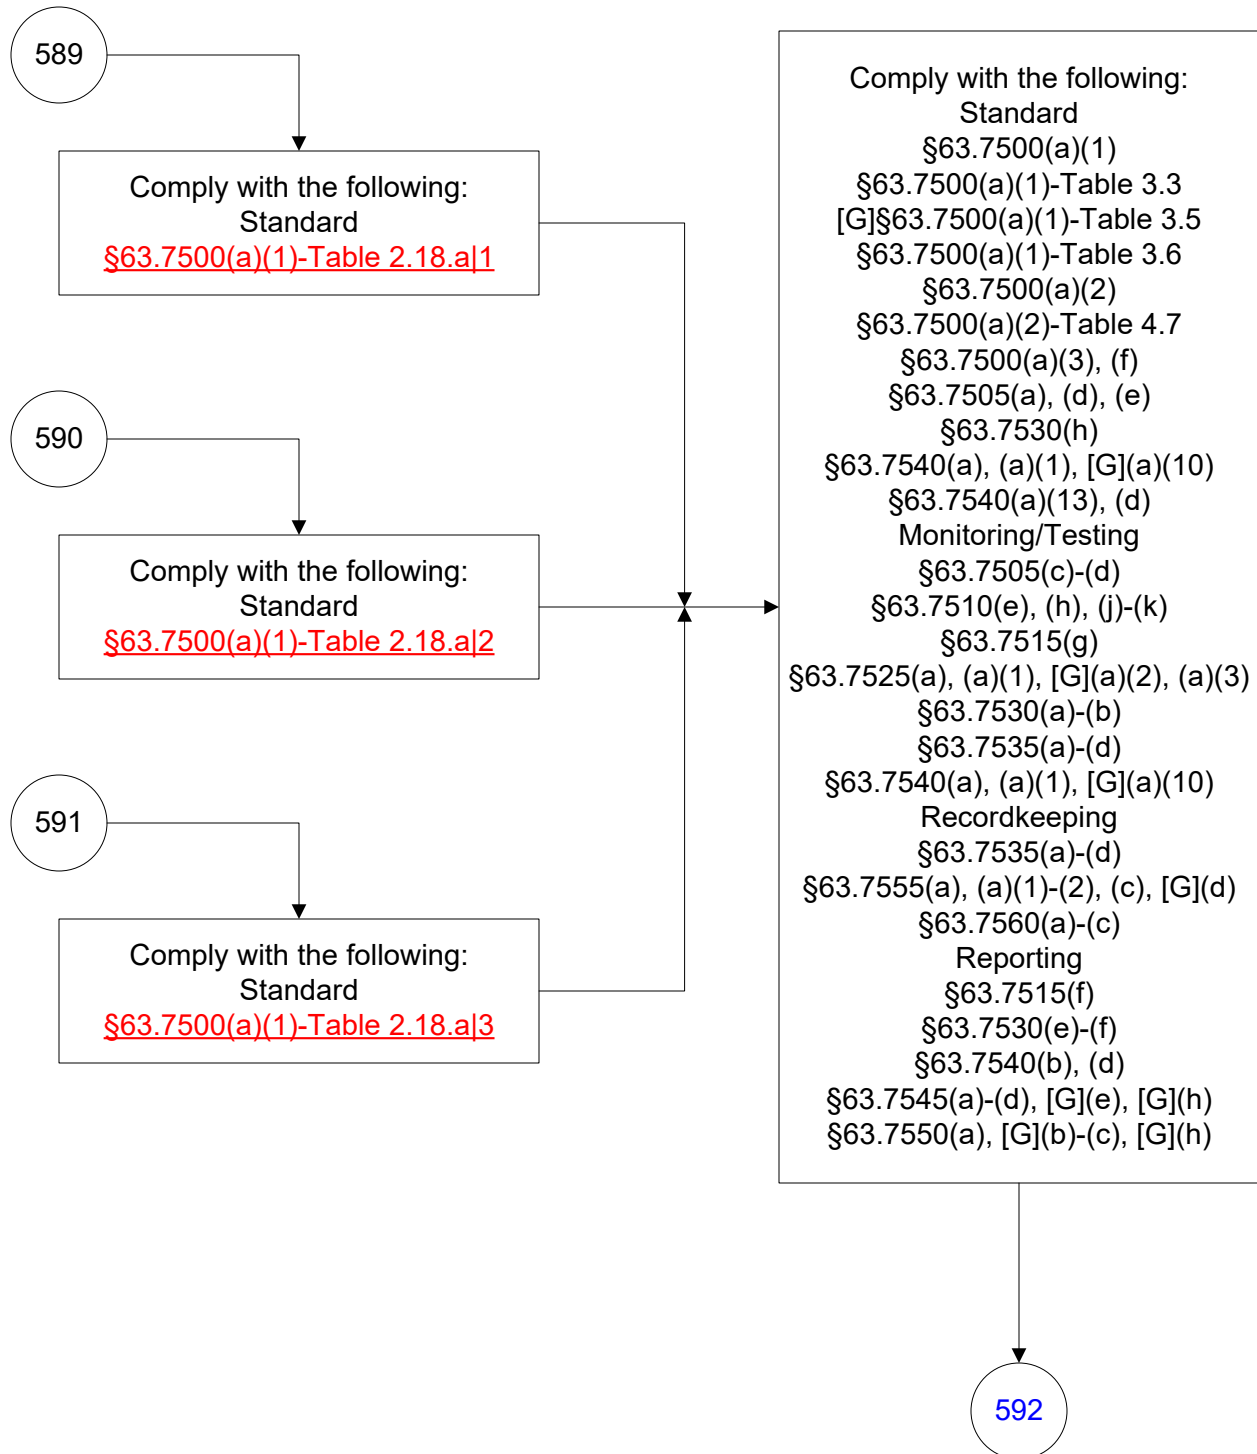 589
Comply with the following:
Standard
§63.7500(a)(1)-Table 2.18.a|1
590
Comply with the following:
Standard
§63.7500(a)(1)-Table 2.18.a|2
591
Comply with the following:
Standard
§63.7500(a)(1)-Table 2.18.a|3
Comply with the following:
Standard
§63.7500(a)(1)
§63.7500(a)(1)-Table 3.3
[G]§63.7500(a)(1)-Table 3.5
§63.7500(a)(1)-Table 3.6
§63.7500(a)(2)
§63.7500(a)(2)-Table 4.7
§63.7500(a)(3), (f)
§63.7505(a), (d), (e)
§63.7530(h)
§63.7540(a), (a)(1), [G](a)(10)
§63.7540(a)(13), (d)
Monitoring/Testing
§63.7505(c)-(d)
§63.7510(e), (h), (j)-(k)
§63.7515(g)
§63.7525(a), (a)(1), [G](a)(2), (a)(3)
§63.7530(a)-(b)
§63.7535(a)-(d)
§63.7540(a), (a)(1), [G](a)(10)
Recordkeeping
§63.7535(a)-(d)
§63.7555(a), (a)(1)-(2), (c), [G](d)
§63.7560(a)-(c)
Reporting
§63.7515(f)
§63.7530(e)-(f)
§63.7540(b), (d)
§63.7545(a)-(d), [G](e), [G](h)
§63.7550(a), [G](b)-(c), [G](h)
592